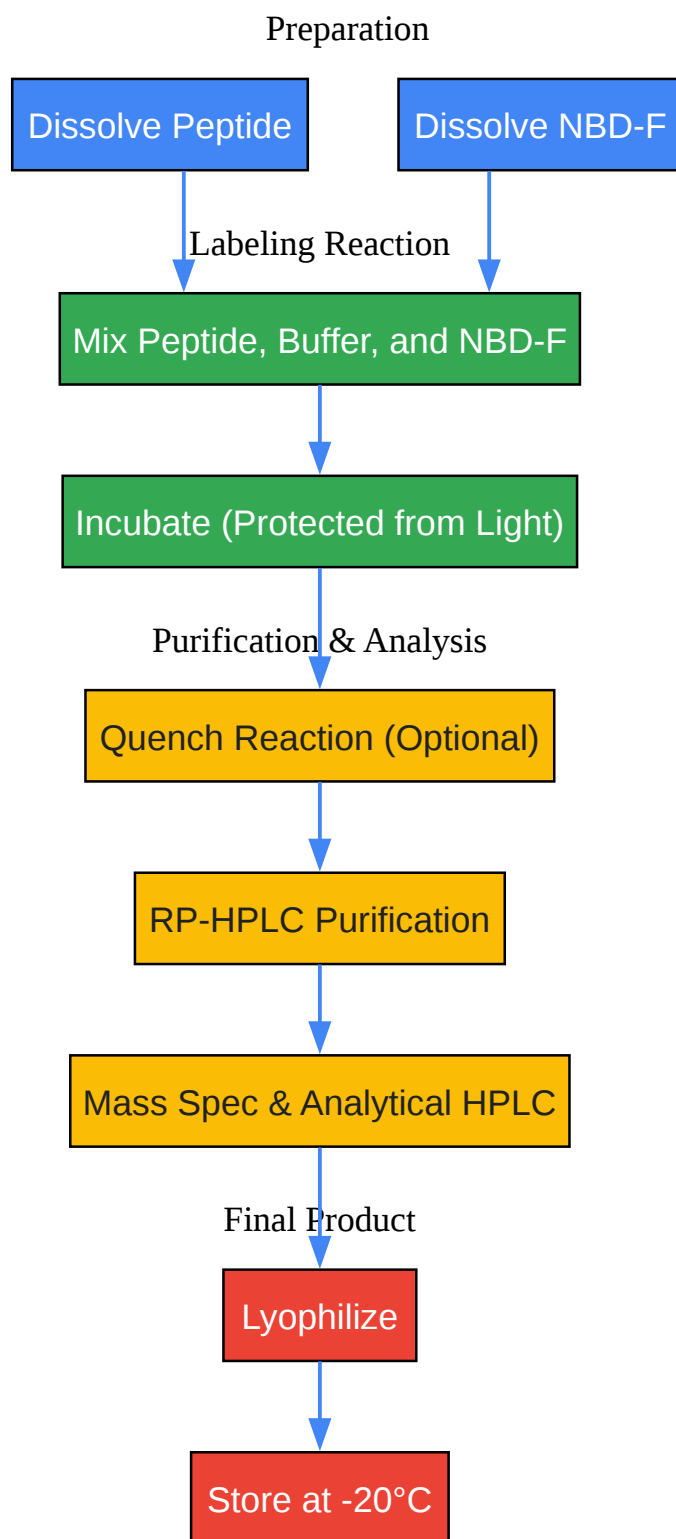 Preparation
Dissolve Peptide
Dissolve NBD-F
Labeling Reaction
Mix Peptide, Buffer, and NBD-F
Incubate (Protected from Light)
Purification & Analysis
Quench Reaction (Optional)
RP-HPLC Purification
Mass Spec & Analytical HPLC
Final Product
Lyophilize
Store at -20°C